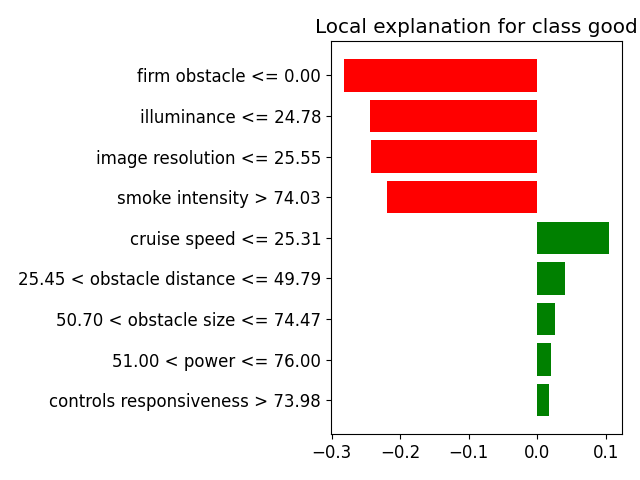 Local explanation for class good
firm obstacle <= 0.00
illuminance <= 24.78
image resolution <= 25.55
smoke intensity > 74.03
cruise speed <= 25.31
25.45 < obstacle distance <= 49.79
50.70 < obstacle size <= 74.47
51.00 < power <= 76.00
controls responsiveness > 73.98
−0.3 −0.2 −0.1 0.0 0.1